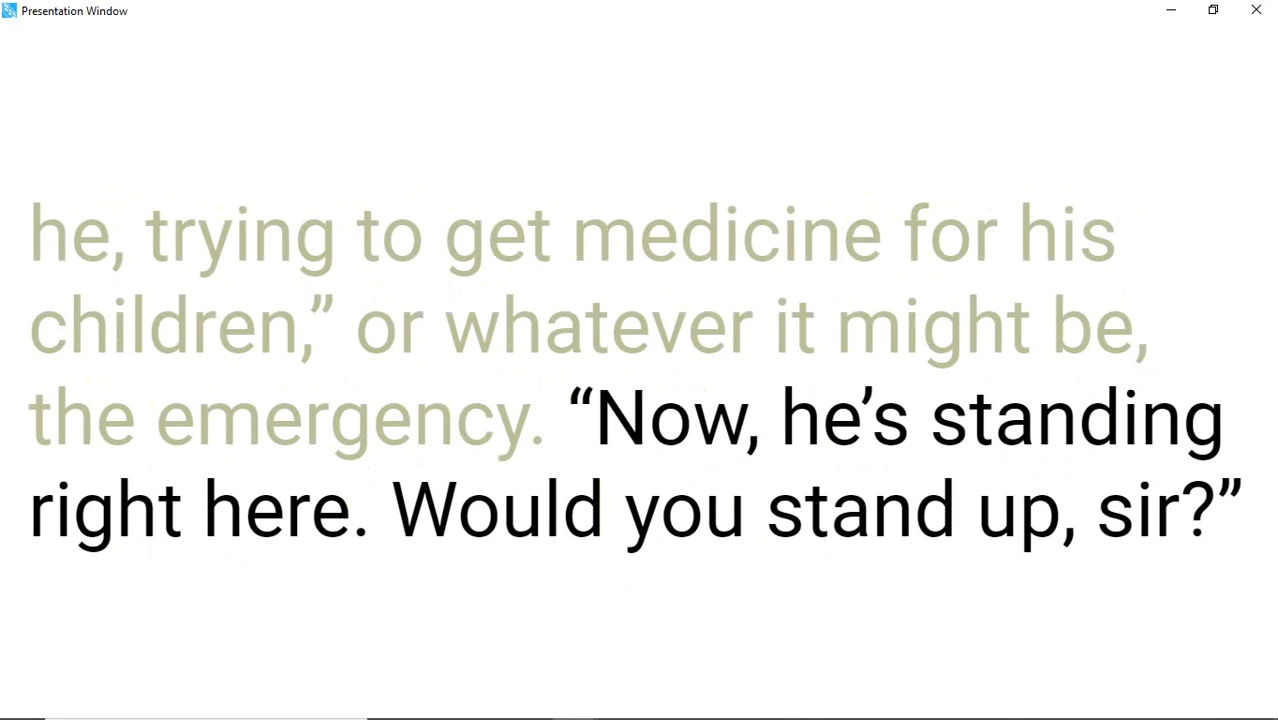 Presentation Window
he, trying to get medicine for his
children,” or whatever it might be,
the emergency. “Now, he’s standing
right here. Would you stand up, sir?”